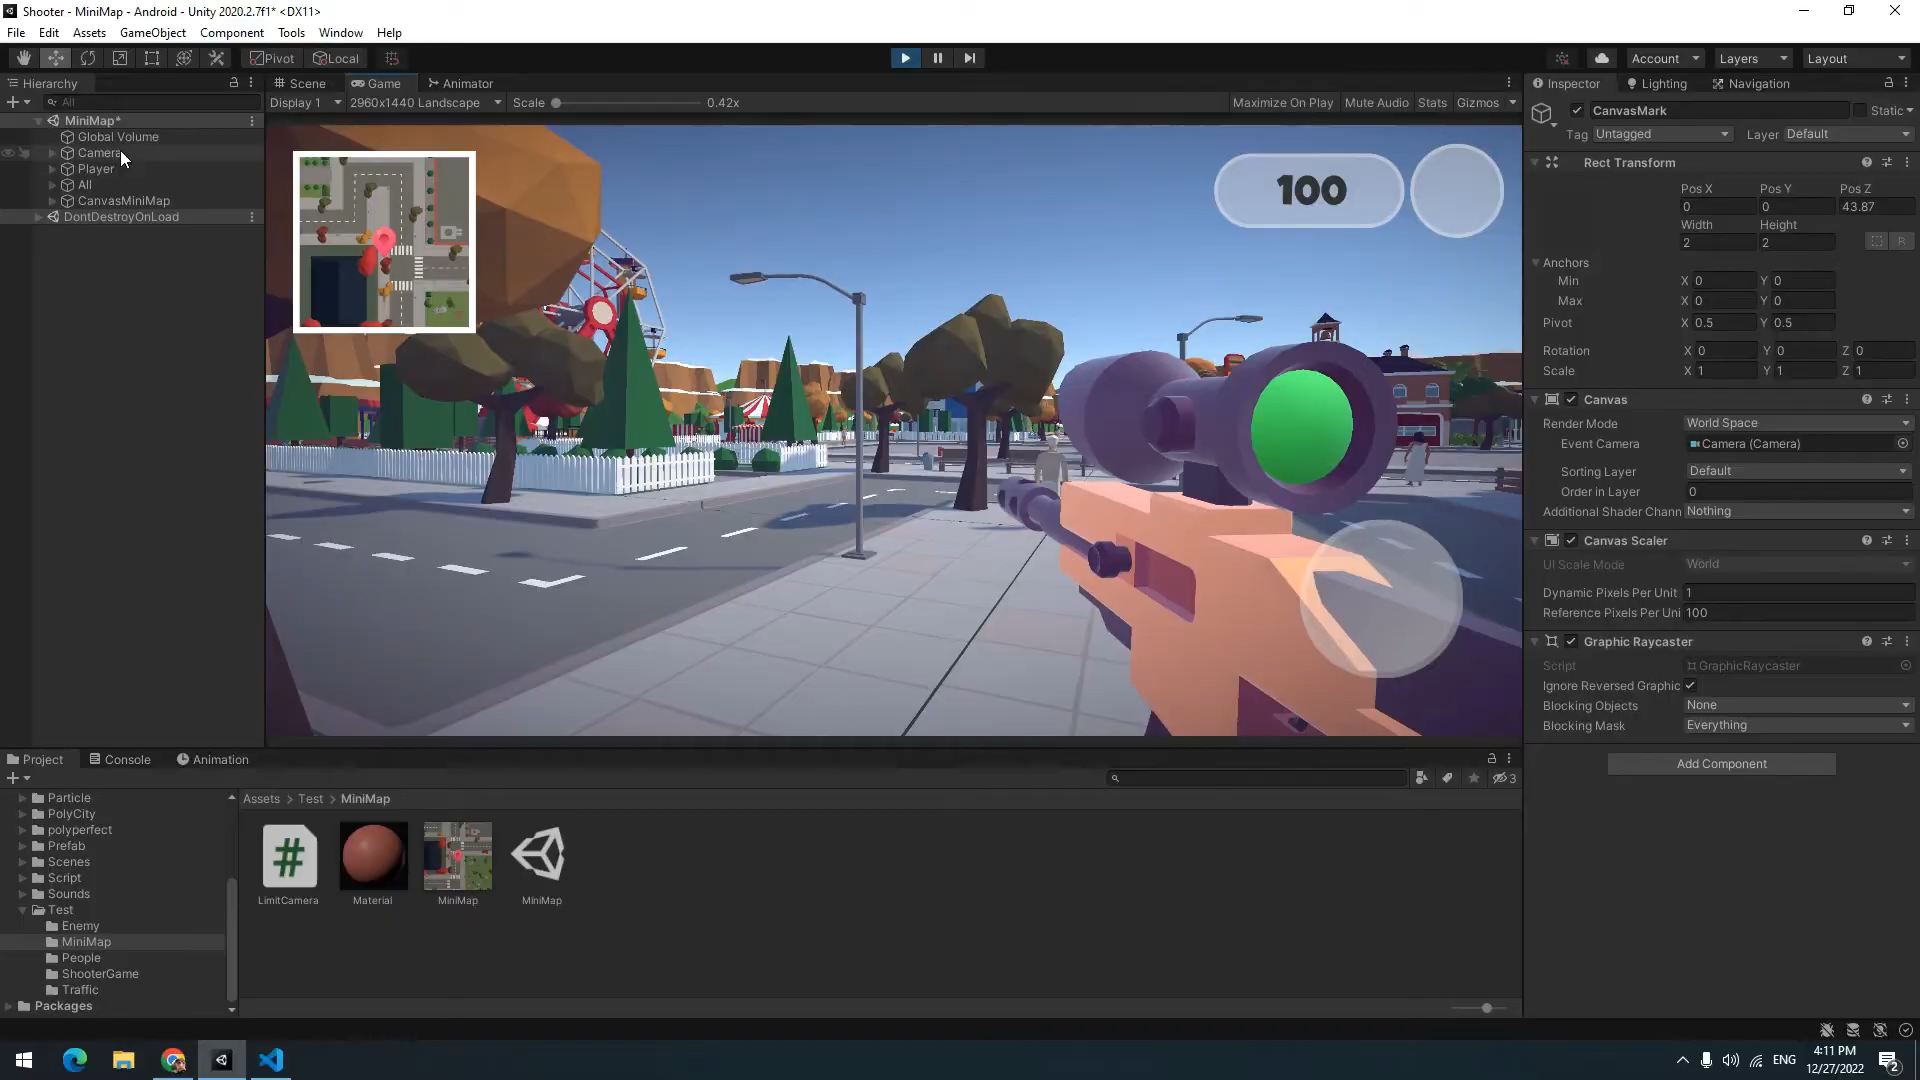 Shooter - MiniMap - Android - Unity 2020.2.7f1* <DX11>
File Edit Assets GameObject Component Tools Window Help
Pivot Local
Account Layers Layout
Hierarchy
All
MiniMap*
Global Volume
Camera
Player
All
CanvasMiniMap
DontDestroyOnLoad
Scene Game Animator
Display 1 2960x1440 Landscape Scale 0.42x Maximize On Play Mute Audio Stats Gizmos
100
Inspector Lighting Navigation
CanvasMark Static
Tag Untagged Layer Default
Rect Transform
Pos X Pos Y Pos Z
0 0 43.87
Width Height
2 2
R
Anchors
Min X 0 Y 0
Max X 0 Y 0
Pivot X 0.5 Y 0.5
Rotation X 0 Y 0 Z 0
Scale X 1 Y 1 Z 1
Canvas
Render Mode World Space
Event Camera Camera (Camera)
Sorting Layer Default
Order in Layer 0
Additional Shader Chann Nothing
Canvas Scaler
UI Scale Mode World
Dynamic Pixels Per Unit 1
Reference Pixels Per Uni 100
Graphic Raycaster
Script GraphicRaycaster
Ignore Reversed Graphic
Blocking Objects None
Blocking Mask Everything
Add Component
Project Console Animation
3
Particle
PolyCity
polyperfect
Prefab
Scenes
Script
Sounds
Test
Enemy
MiniMap
People
ShooterGame
Traffic
Packages
Assets > Test > MiniMap
#
LimitCamera Material MiniMap MiniMap
ENG
4:11 PM
12/27/2022
2